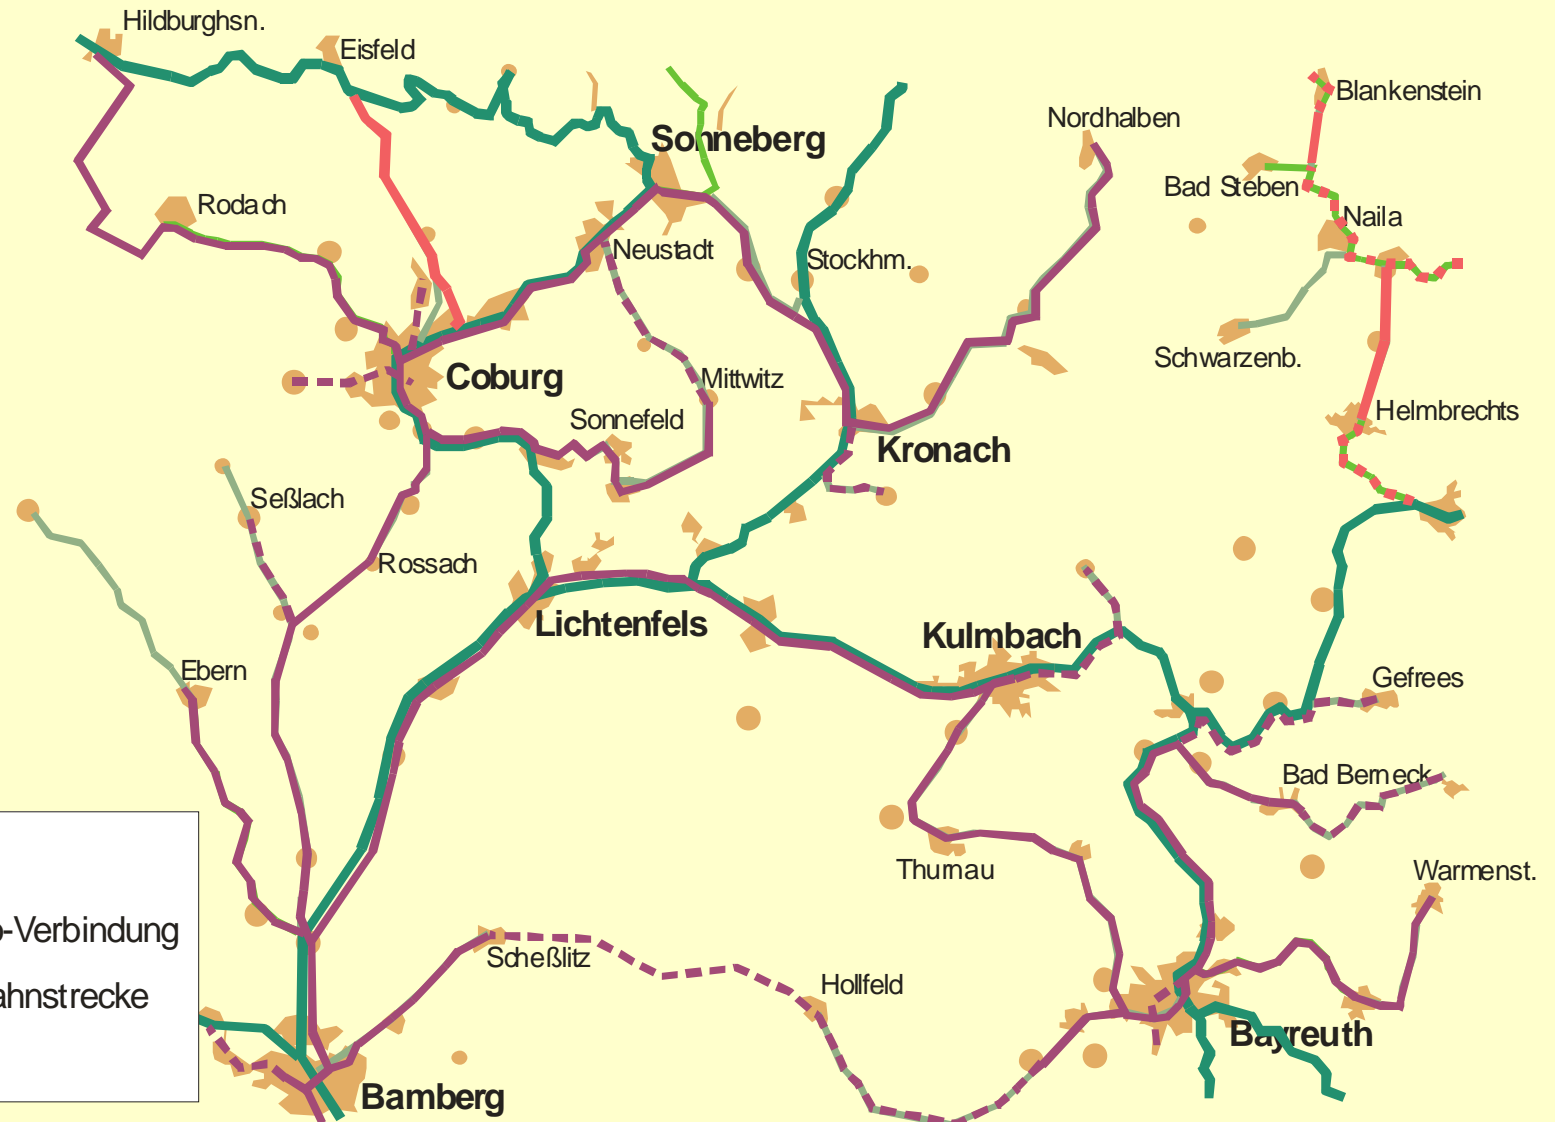 Hildburghsn.
Eisfeld
Blankenstein
Nordhalben
Sonneberg
Bad Steben
Rodach
Naila
Neustadt
Stockhm.
Schwarzenb.
Coburg
Mittwitz
Sonnefeld
Helmbrechts
Kronach
Seßlach
Rossach
Lichtenfels
Kulmbach
Ebern
Gefrees
Bad Berneck
Thurnau
Warmenst.
-Verbindung
Scheßlitz
Hollfeld
ahnstrecke
Bayreuth
Bamberg